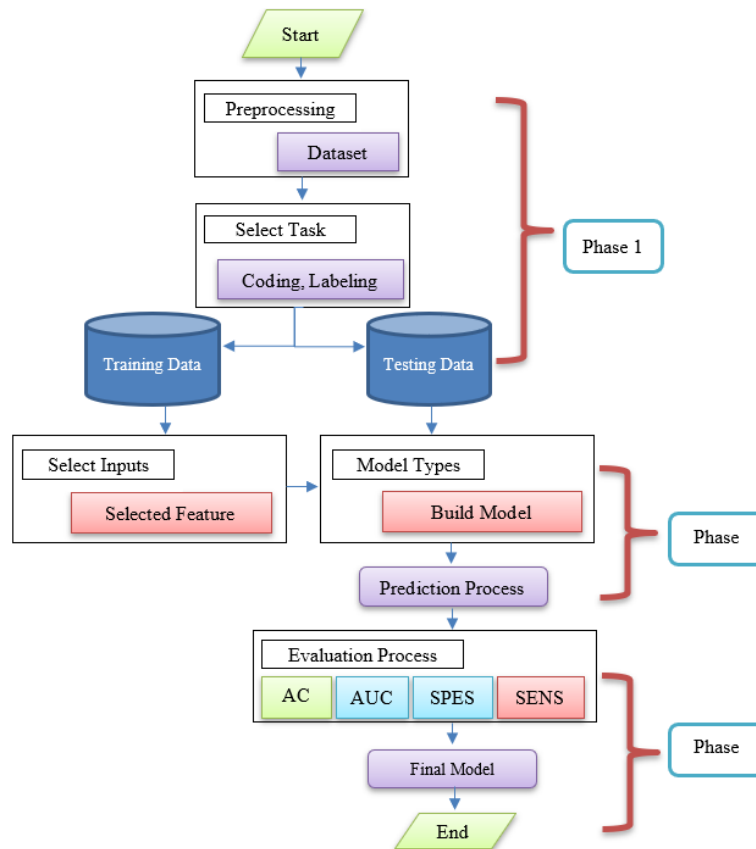 Start
Preprocessing
Dataset
Select Task
Coding, Labeling
Phase 1
Training Data
Testing Data
Select Inputs
Selected Feature
Model Types
Build Model
Phase
Prediction Process
Evaluation Process
AC
AUC
SPES
SENS
Phase
Final Model
End